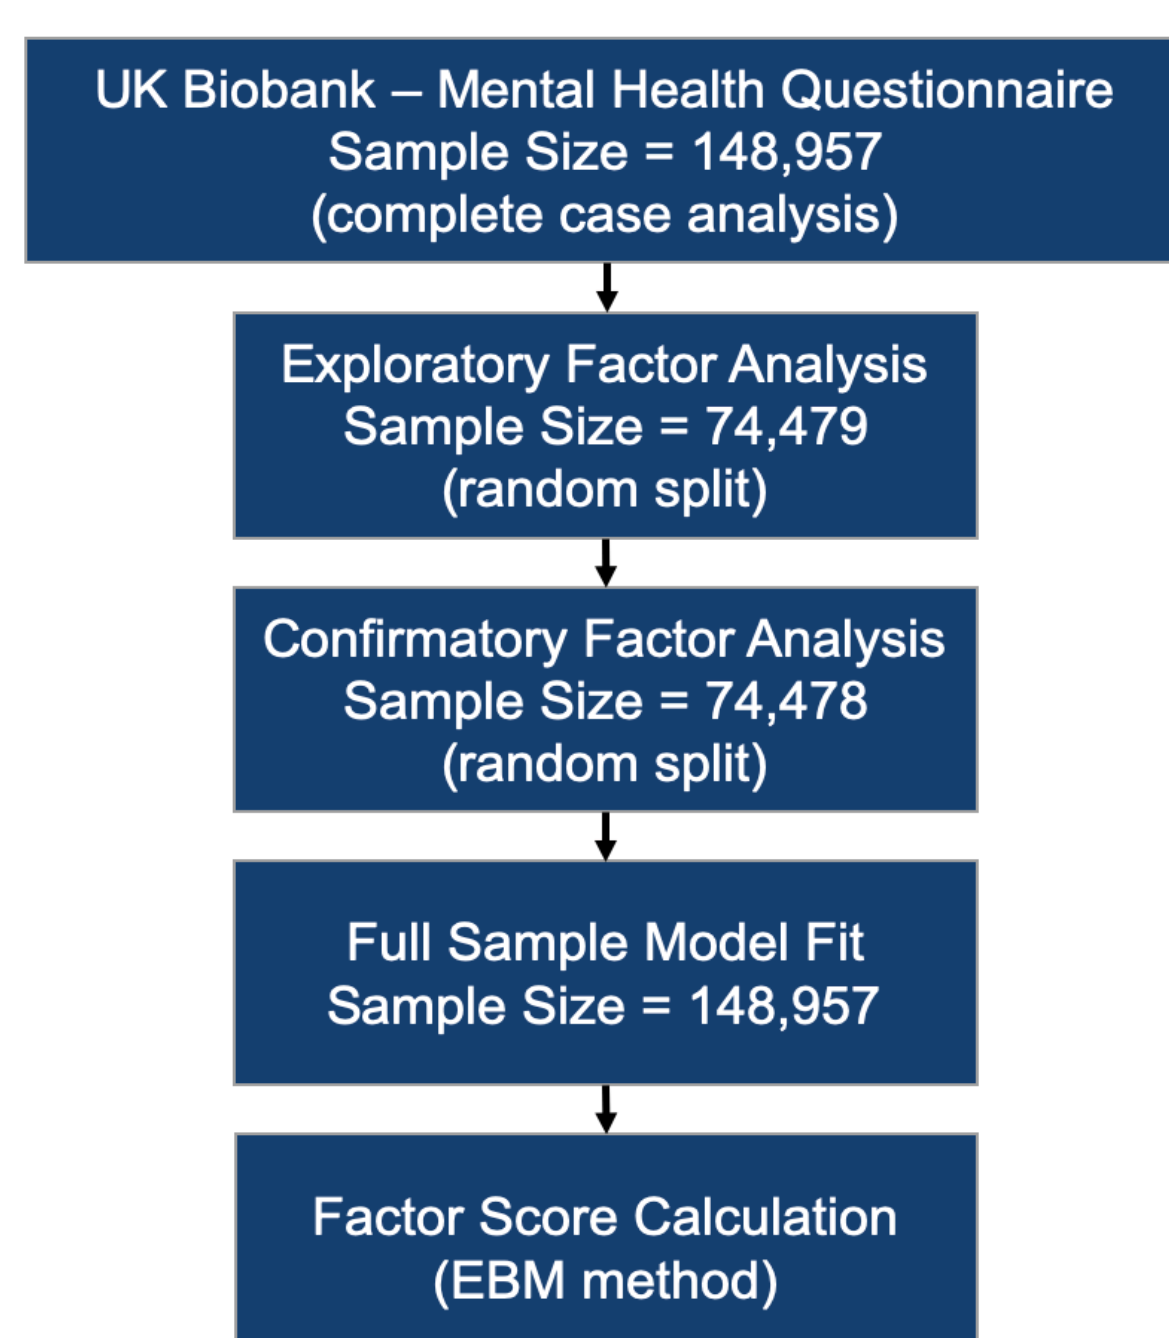 UK Biobank – Mental Health Questionnaire
Sample Size = 148,957
(complete case analysis)
Exploratory Factor Analysis
Sample Size = 74,479
(random split)
Confirmatory Factor Analysis
Sample Size = 74,478
(random split)
Full Sample Model Fit
Sample Size = 148,957
Factor Score Calculation
(EBM method)